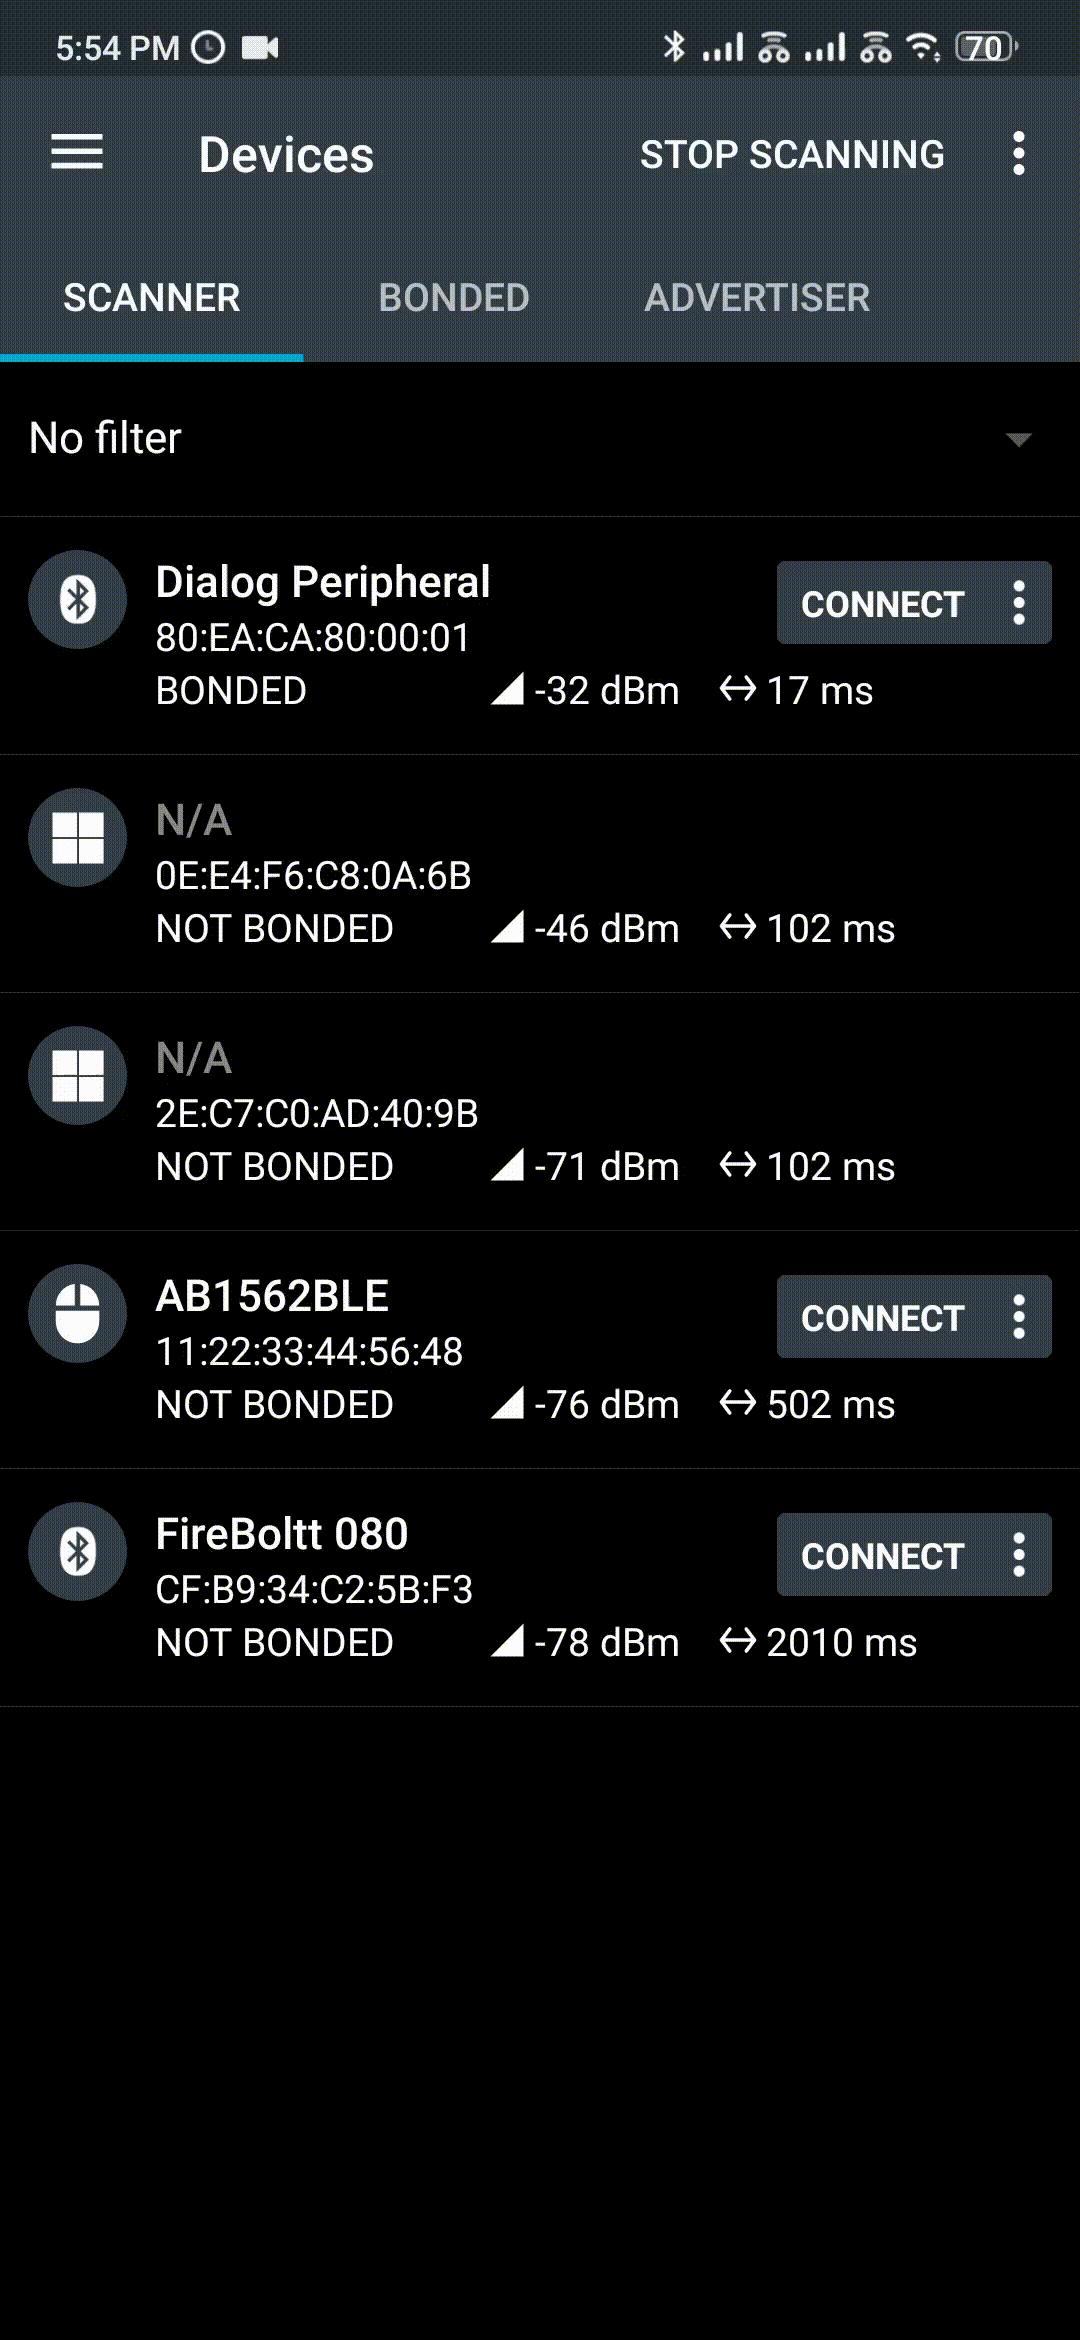 5:54 PM 70
Devices STOP SCANNING
SCANNER BONDED ADVERTISER
No filter
Dialog Peripheral
CONNECT
80:EA:CA:80:00:01
BONDED -32 dBm 17 ms
N/A
0E:E4:F6:C8:0A:6B
NOT BONDED -46 dBm 102 ms
N/A
2E:C7:C0:AD:40:9B
NOT BONDED -71 dBm 102 ms
AB1562BLE
CONNECT
11:22:33:44:56:48
NOT BONDED -76 dBm 502 ms
FireBoltt 080
CONNECT
CF:B9:34:C2:5B:F3
NOT BONDED -78 dBm 2010 ms